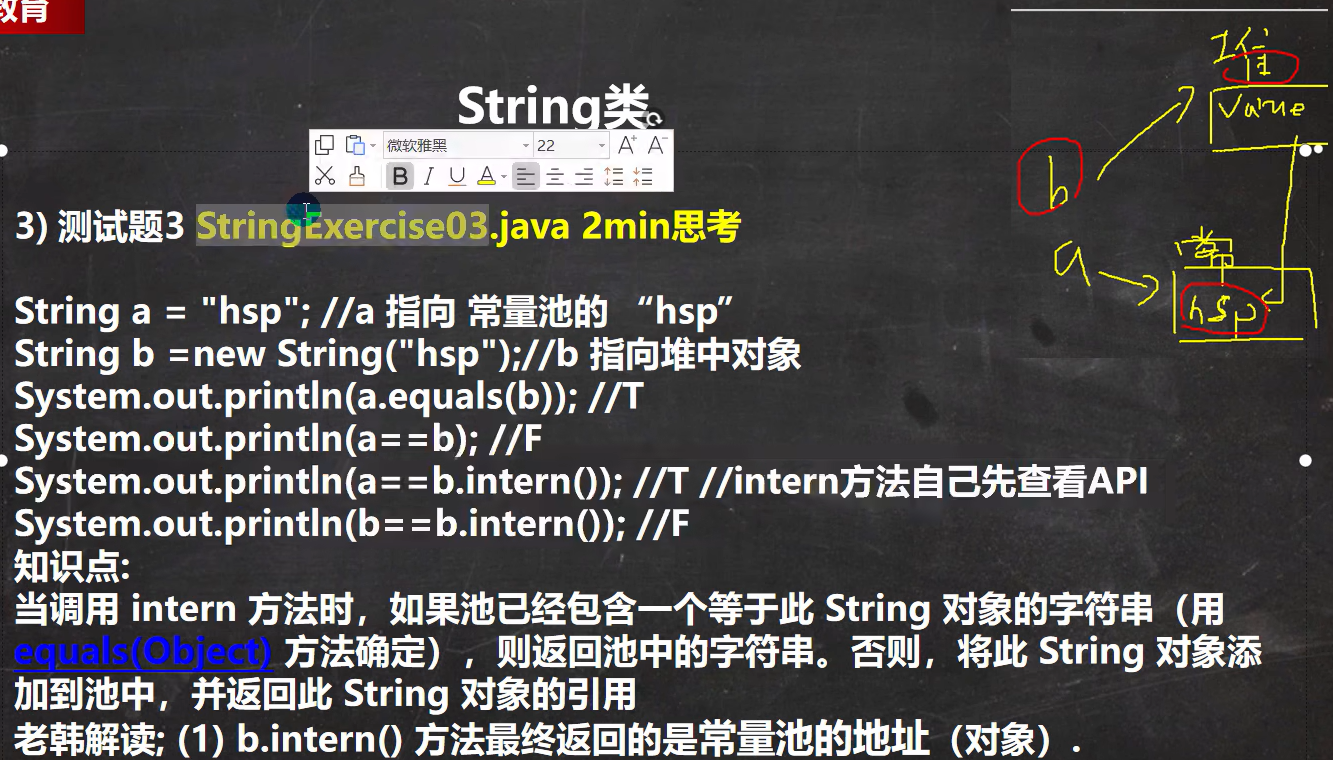 教育
String类
微软雅黑 22
3) 测试题3 StringExercise03.java 2min思考
String a = "hsp"; //a 指向 常量池的 “hsp”
String b =new String("hsp");//b 指向堆中对象
System.out.println(a.equals(b)); //T
System.out.println(a==b); //F
System.out.println(a==b.intern()); //T //intern方法自己先查看API
System.out.println(b==b.intern()); //F
知识点:
当调用 intern 方法时，如果池已经包含一个等于此 String 对象的字符串（用
equals(Object) 方法确定），则返回池中的字符串。否则，将此 String 对象添
加到池中，并返回此 String 对象的引用
老韩解读; (1) b.intern() 方法最终返回的是常量池的地址（对象）.
value
b
a
常
hsp